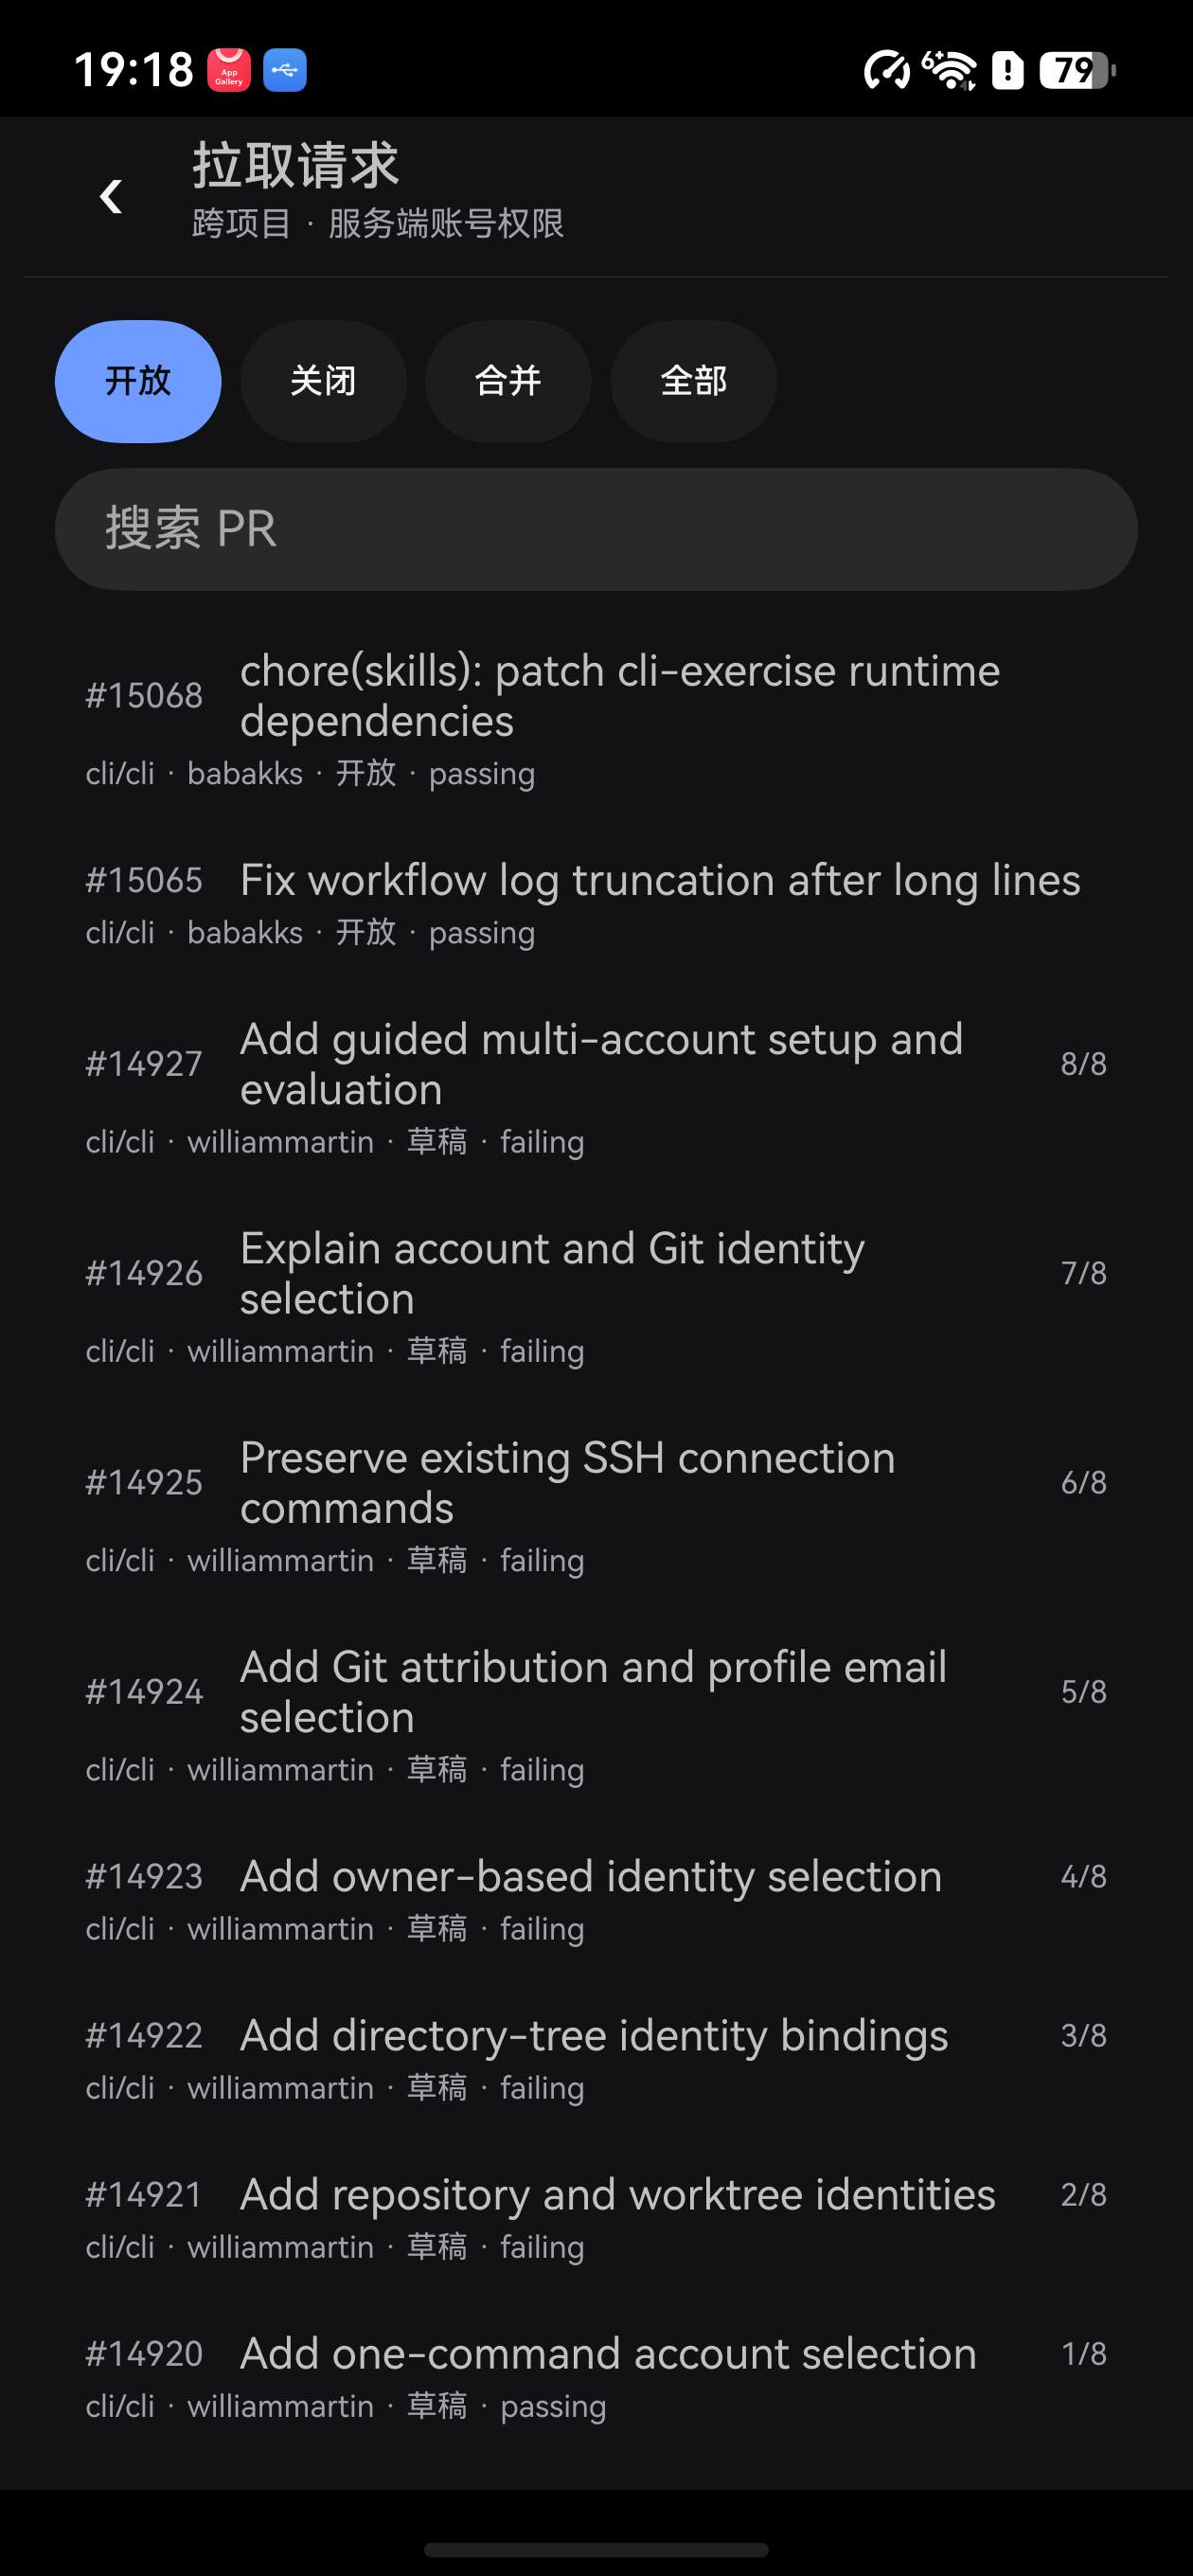 19:18
App
Gallery
6+
79
拉取请求
跨项目 · 服务端账号权限
开放 关闭 合并 全部
搜索 PR
#15068 chore(skills): patch cli-exercise runtime
dependencies
cli/cli · babakks · 开放 · passing
#15065 Fix workflow log truncation after long lines
cli/cli · babakks · 开放 · passing
#14927 Add guided multi-account setup and
evaluation 8/8
cli/cli · williammartin · 草稿 · failing
#14926 Explain account and Git identity
selection 7/8
cli/cli · williammartin · 草稿 · failing
#14925 Preserve existing SSH connection
commands 6/8
cli/cli · williammartin · 草稿 · failing
#14924 Add Git attribution and profile email
selection 5/8
cli/cli · williammartin · 草稿 · failing
#14923 Add owner-based identity selection 4/8
cli/cli · williammartin · 草稿 · failing
#14922 Add directory-tree identity bindings 3/8
cli/cli · williammartin · 草稿 · failing
#14921 Add repository and worktree identities 2/8
cli/cli · williammartin · 草稿 · failing
#14920 Add one-command account selection 1/8
cli/cli · williammartin · 草稿 · passing